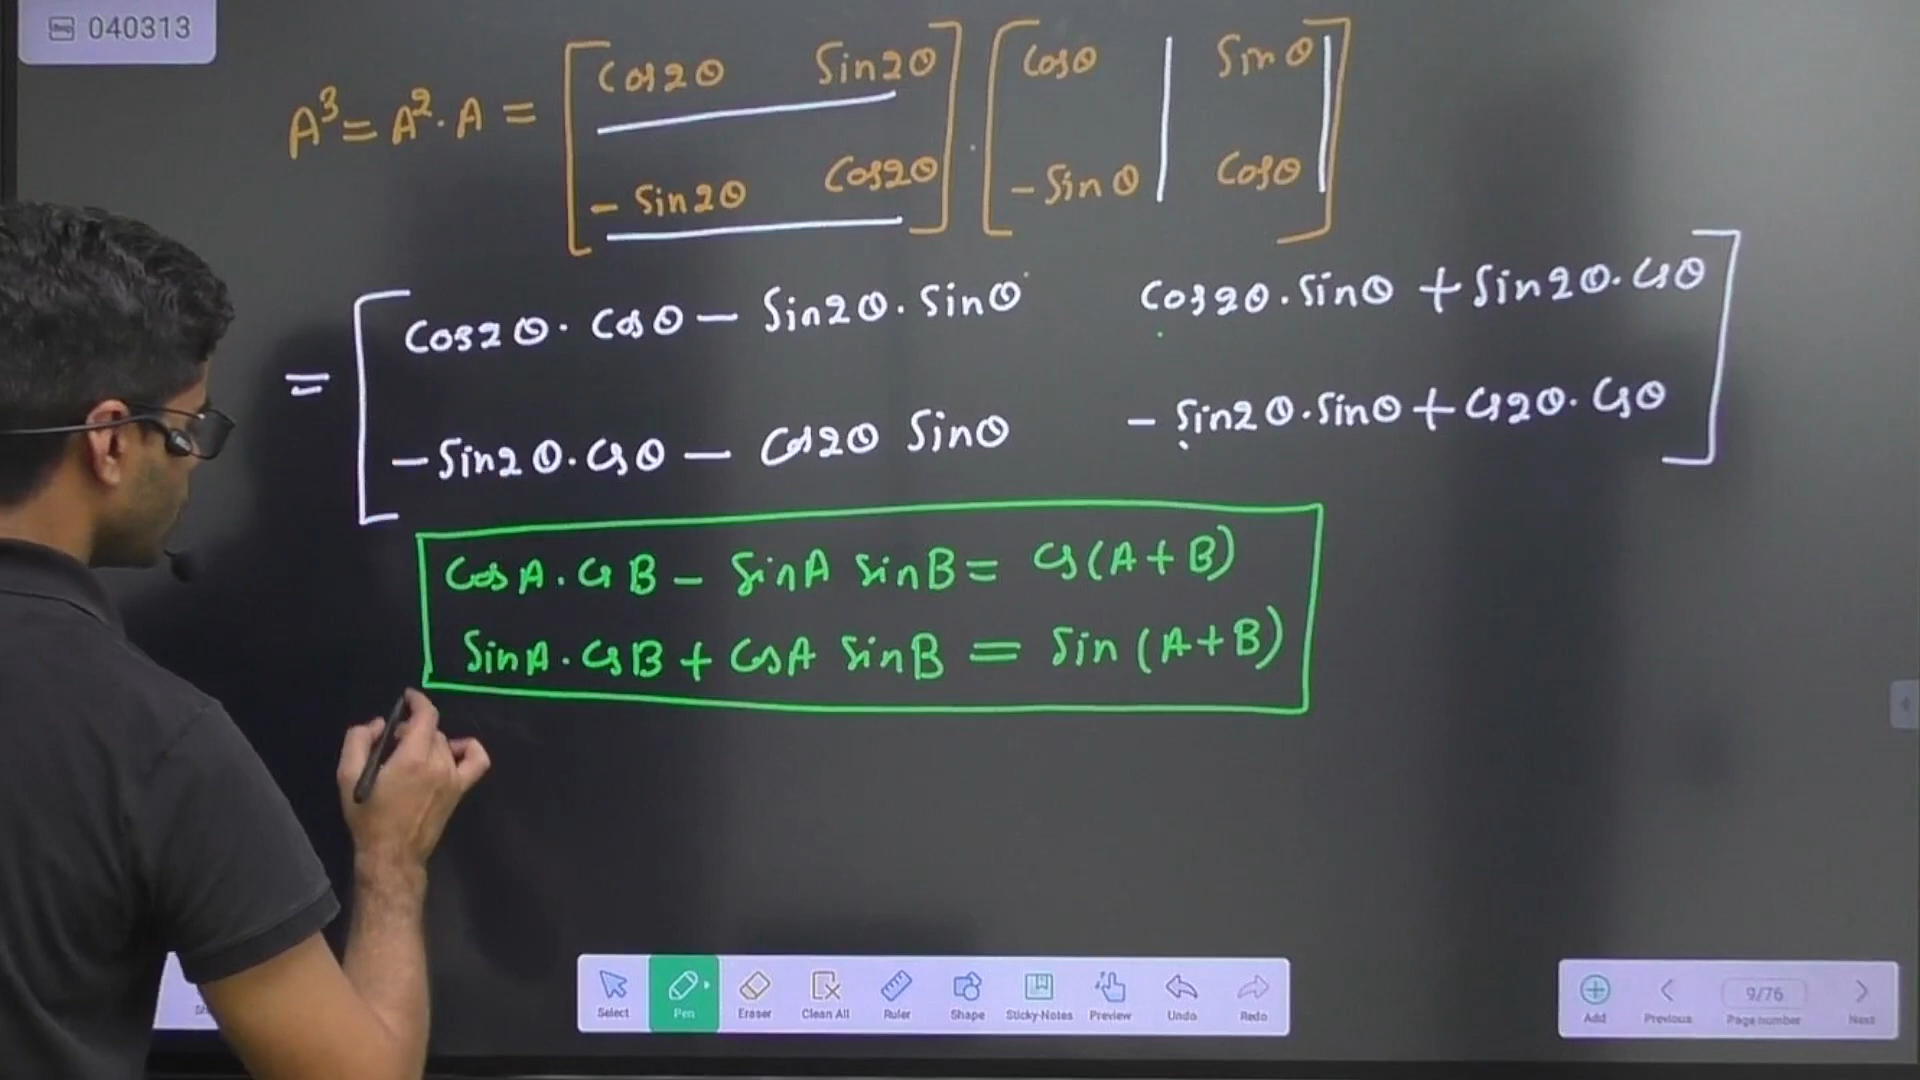 040313
A³ = A². A = [Cos2θ Sin2θ] . [Cosθ Sinθ]
[-Sin2θ Cos2θ] [-Sinθ Cosθ]
= [Cos2θ. Cosθ - Sin2θ. Sinθ Cos2θ. Sinθ + Sin2θ. Cosθ]
[-Sin2θ. Cosθ - Cos2θ Sinθ - Sin2θ. Sinθ + Cos2θ. Cosθ]
CosA. CosB - SinA SinB = Cos(A+B)
SinA. CosB + CosA SinB = Sin(A+B)
Select Pen Eraser Clean All Ruler Shape Sticky-Notes Preview Undo Redo
Add Previous 9/76 Page number Next